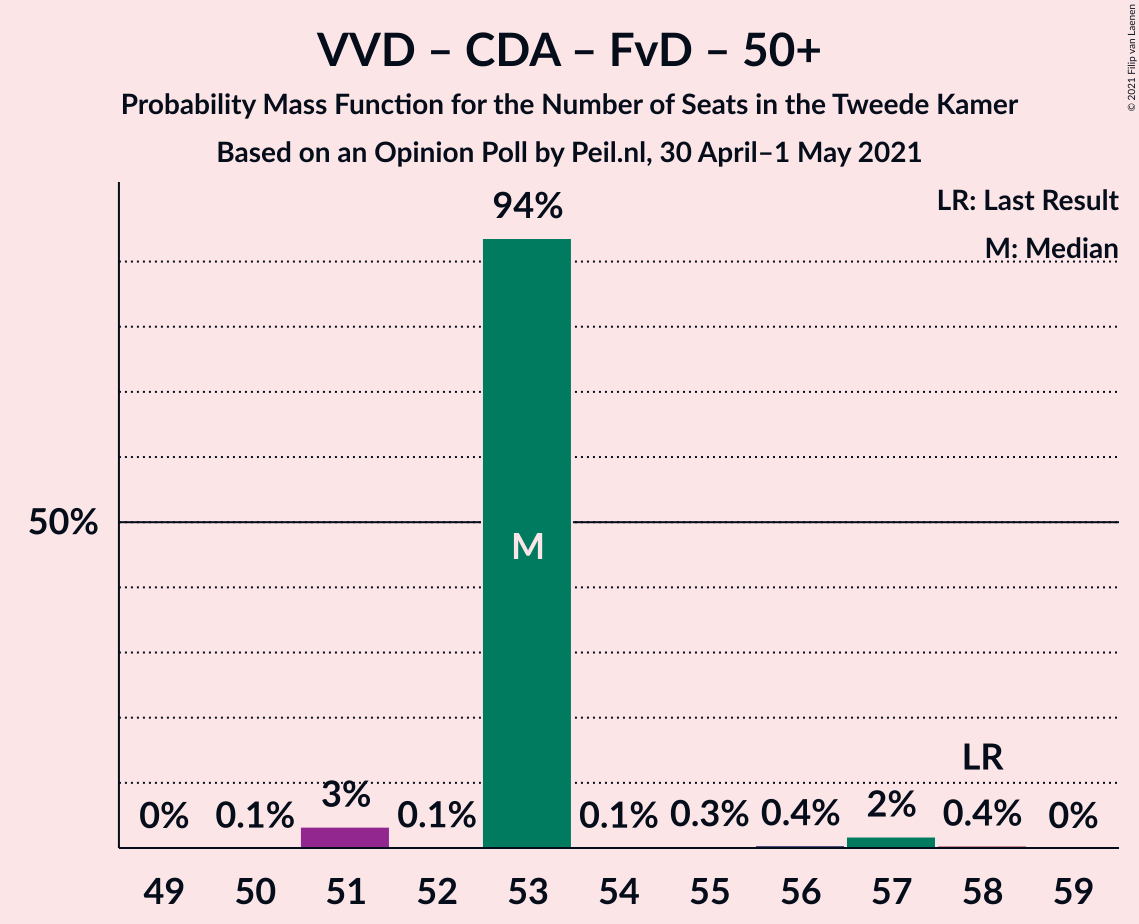 VVD – CDA – FvD – 50+
Probability Mass Function for the Number of Seats in the Tweede Kamer
Based on an Opinion Poll by Peil.nl, 30 April–1 May 2021
© 2021 Filip van Laenen
LR: Last Result
M: Median
94%
50%
M
LR
0% 0.1% 3% 0.1% 0.1% 0.3% 0.4% 2% 0.4% 0%
49 50 51 52 53 54 55 56 57 58 59